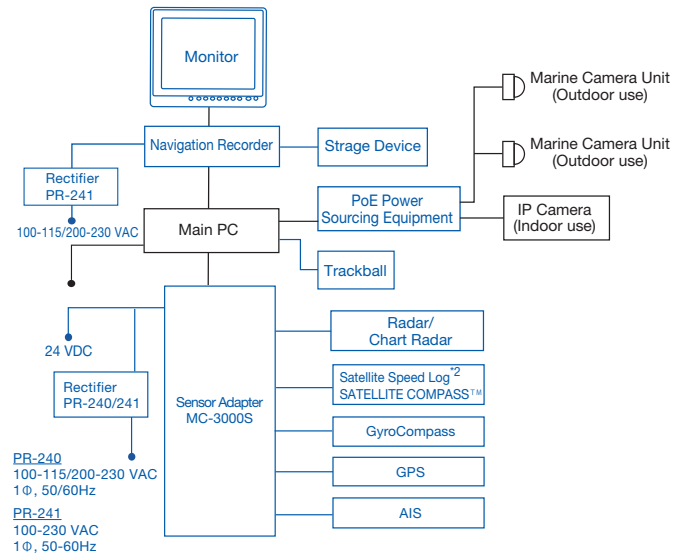 Monitor
Marine Camera Unit
(Outdoor use)
Navigation Recorder
Strage Device
Marine Camera Unit
(Outdoor use)
Rectifier
PR-241
PoE Power
Sourcing Equipment
IP Camera
(Indoor use)
100-115/200-230 VAC
Main PC
Trackball
Radar/
Chart Radar
24 VDC
Satellite Speed Log*2
SATELLITE COMPASS™
Rectifier
PR-240/241
Sensor Adapter
MC-3000S
GyroCompass
PR-240
100-115/200-230 VAC
1Φ, 50/60Hz
GPS
PR-241
100-230 VAC
1Φ, 50-60Hz
AIS